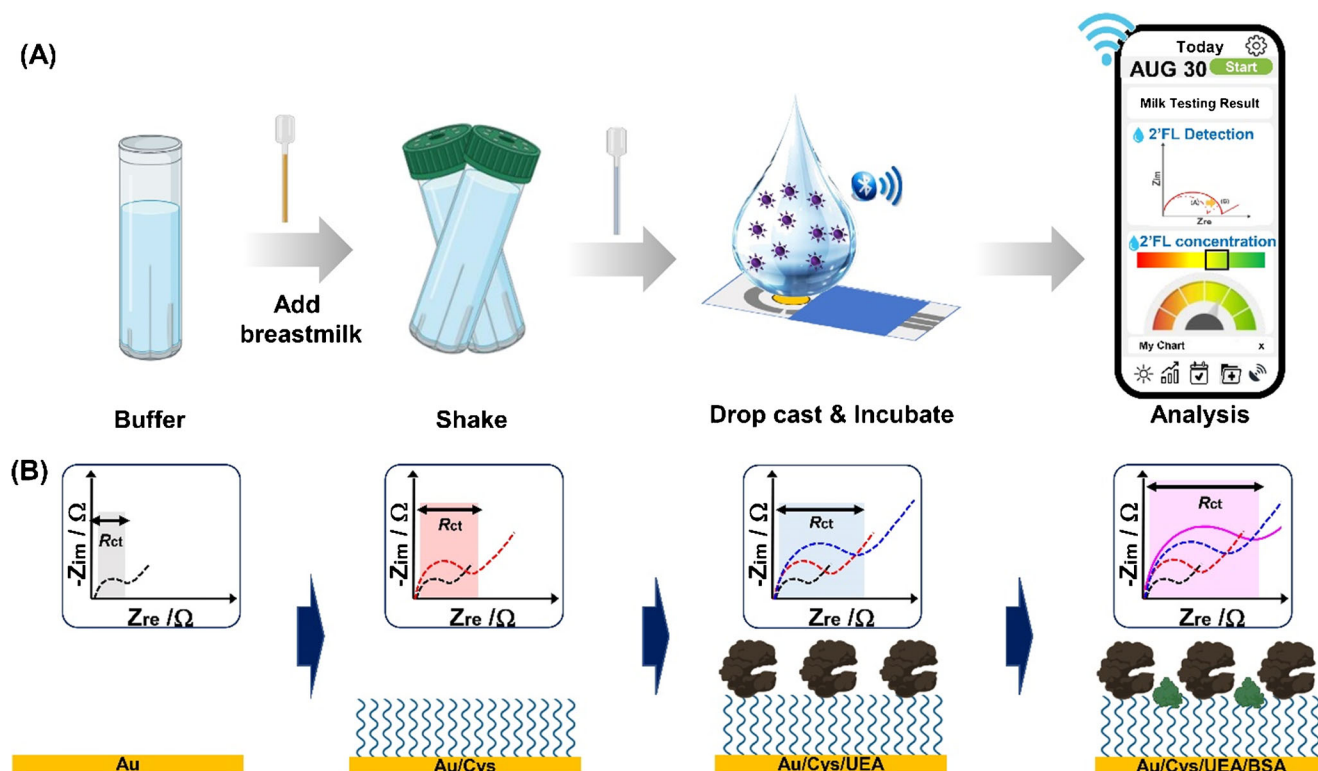 (A)
Add
breastmilk
Today
AUG 30
Start
Milk Testing Result
2'FL Detection
Zim
(A)
(B)
Zre
2'FL concentration
My Chart
x
Buffer
Shake
Drop cast & Incubate
Analysis
(B)
-Zim / Ω
Rct
Zre /Ω
-Zim / Ω
Rct
Zre /Ω
-Zim / Ω
Rct
Zre /Ω
-Zim / Ω
Rct
Zre /Ω
Au
Au/Cys
Au/Cys/UEA
Au/Cys/UEA/BSA